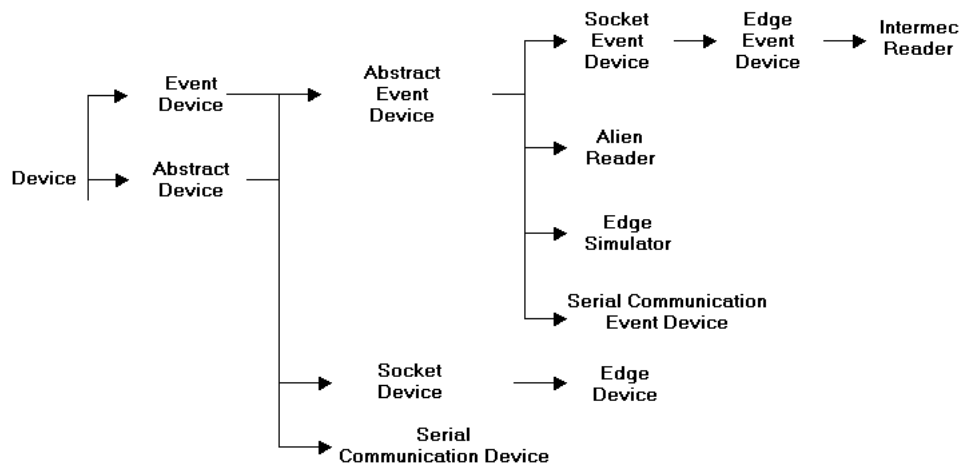 Device
Event
Device
Abstract
Device
Abstract
Event
Device
Socket
Event
Device
Edge
Event
Device
Intermec
Reader
Alien
Reader
Edge
Simulator
Serial Communication
Event Device
Socket
Device
Edge
Device
Serial
Communication Device